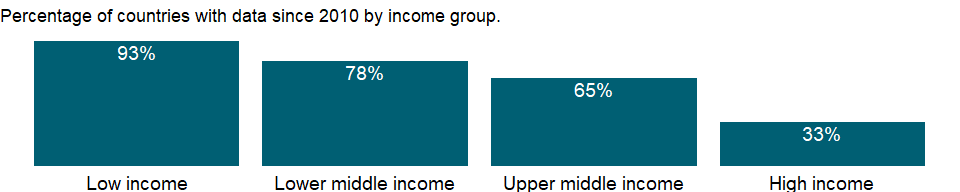 Percentage of countries with data since 2010 by income group.
93%
78%
65%
33%
Low income
Lower middle income
Upper middle income
High income